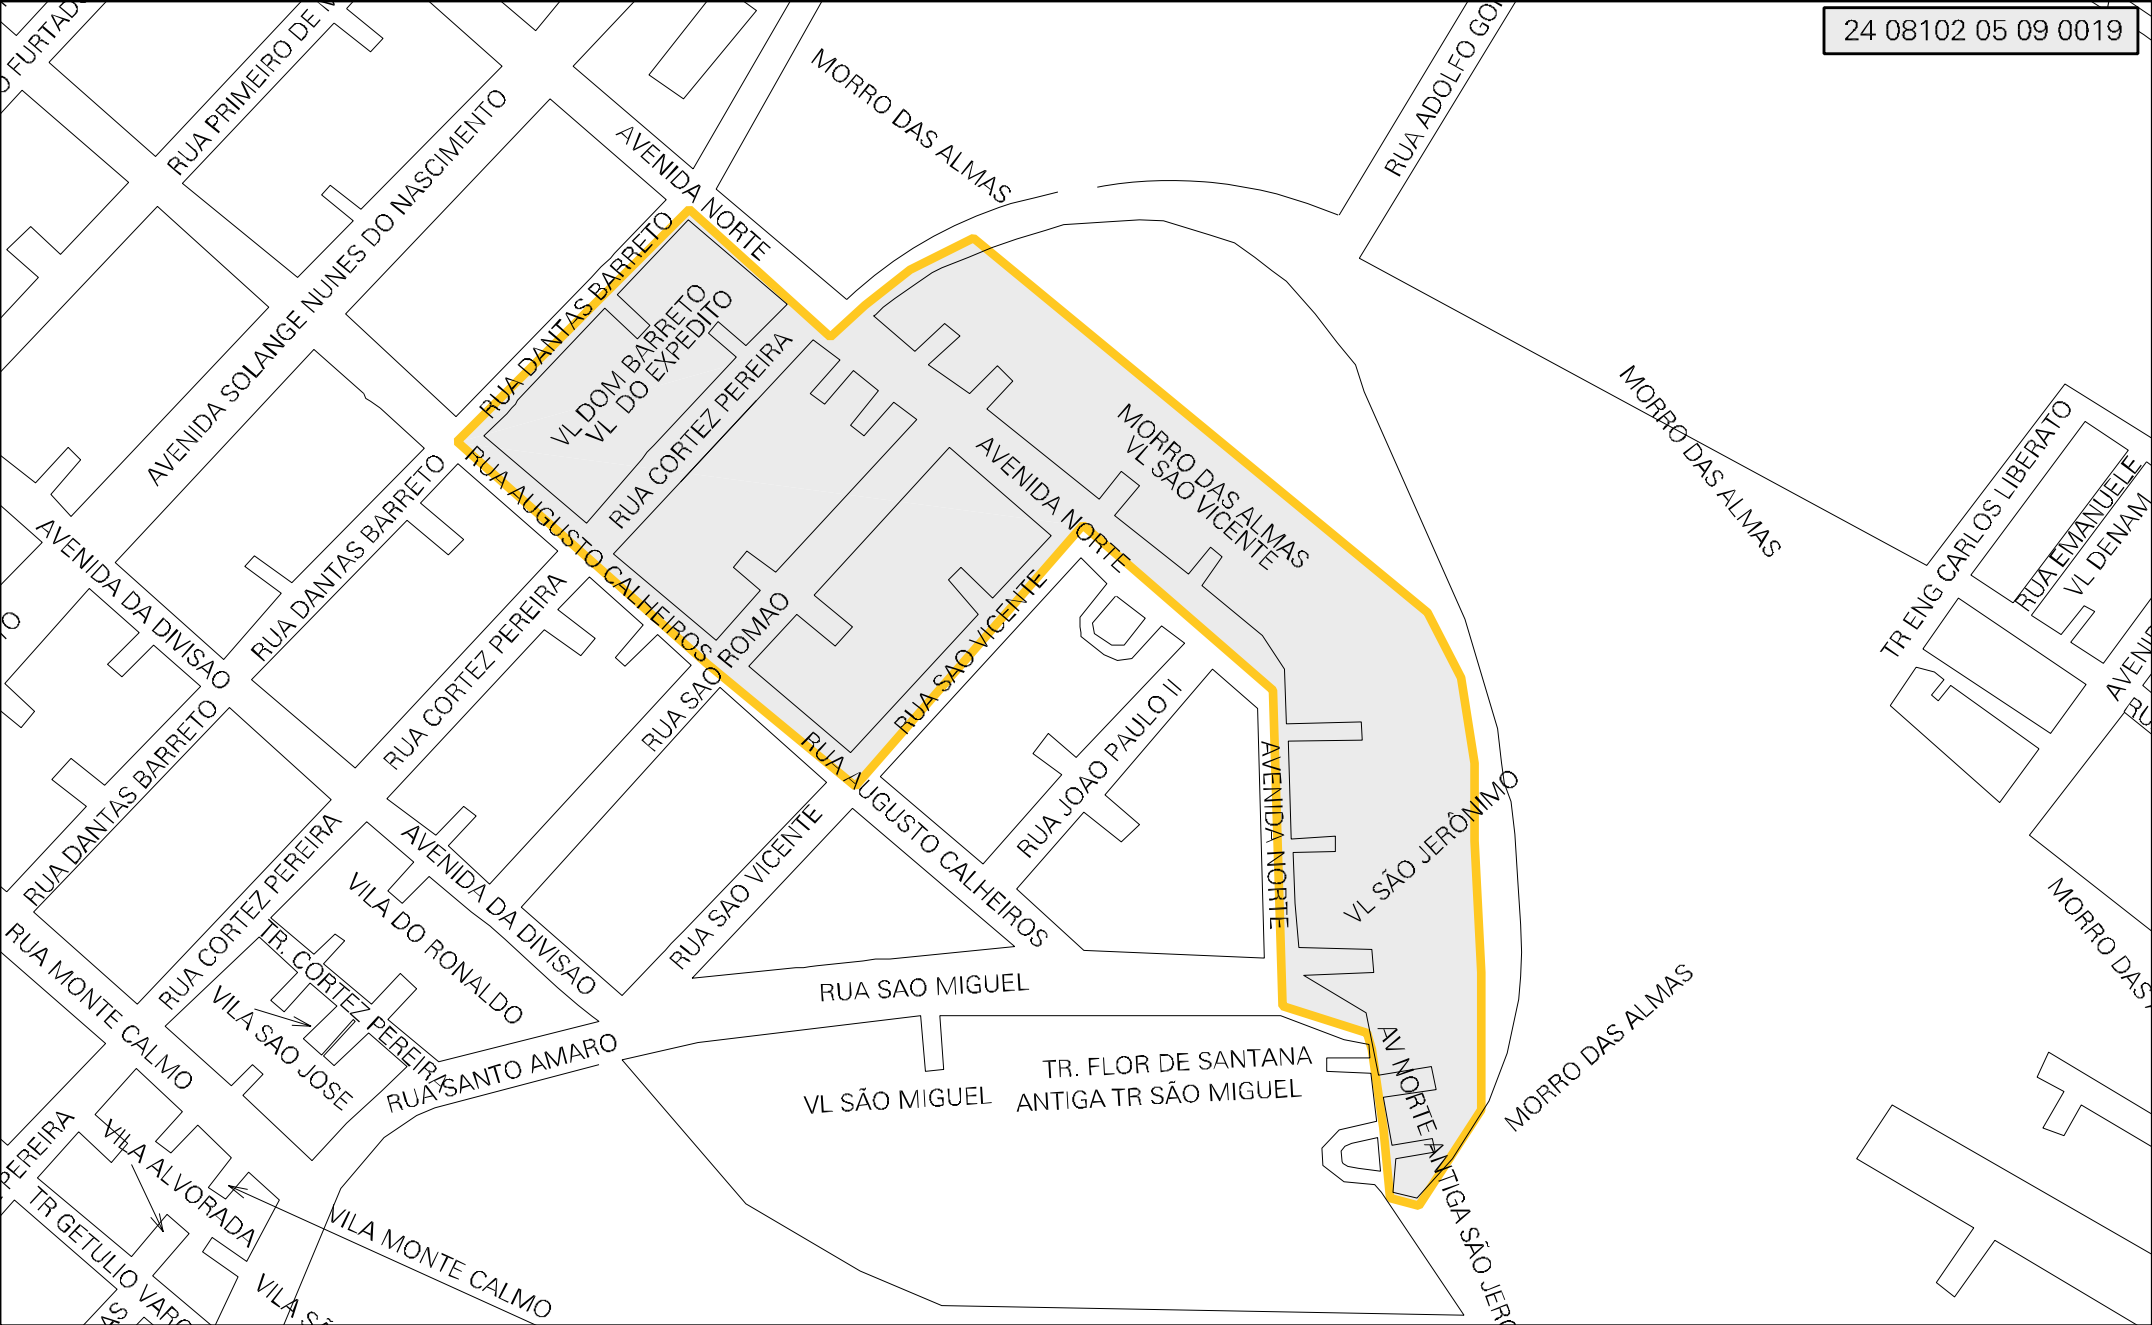 24 08102 05 09 0019
RUA PRIMEIRO DE
MORRO DAS ALMAS
RUA ADOLFO
AVENIDA SOLANGE NUNES DO NASCIMENTO
AVENIDA NORTE
RUA DANTAS BARRETO
VL DOM BARRETO
VL DO EXPEDITO
RUA CORTEZ PEREIRA
MORRO DAS ALMAS
VL SAO VICENTE
AVENIDA NORTE
MORRO DAS ALMAS
TR ENG CARLOS LIBERATO
RUA EMANUELE
VL DENAM
RUA AUGUSTO CALHEIROS
RUA DANTAS BARRETO
AVENIDA DA DIVISAO
RUA CORTEZ PEREIRA
RUA SAO ROMAO
RUA SAO VICENTE
RUA JOAO PAULO II
AVENIDA NORTE
VL SÃO JERÔNIMO
RUA DANTAS BARRETO
RUA AUGUSTO CALHEIROS
RUA CORTEZ PEREIRA
AVENIDA DA DIVISAO
RUA SAO VICENTE
VILA DO RONALDO
TR. CORTEZ PEREIRA
VILA SAO JOSE
RUA MONTE CALMO
RUA SAO MIGUEL
RUA SANTO AMARO
VL SÃO MIGUEL
TR. FLOR DE SANTANA
ANTIGA TR SÃO MIGUEL
AV NORTE ANTIGA SÃO
MORRO DAS ALMAS
MORRO DAS
PEREIRA
VILA ALVORADA
TR GETULIO
VILA MONTE CALMO
VILA